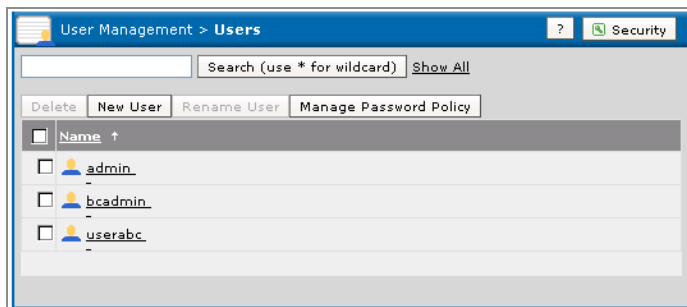 User Management > Users ? Security
Search (use * for wildcard) Show All
Delete New User Rename User Manage Password Policy
Name ↑
admin
bcadmin
userabc